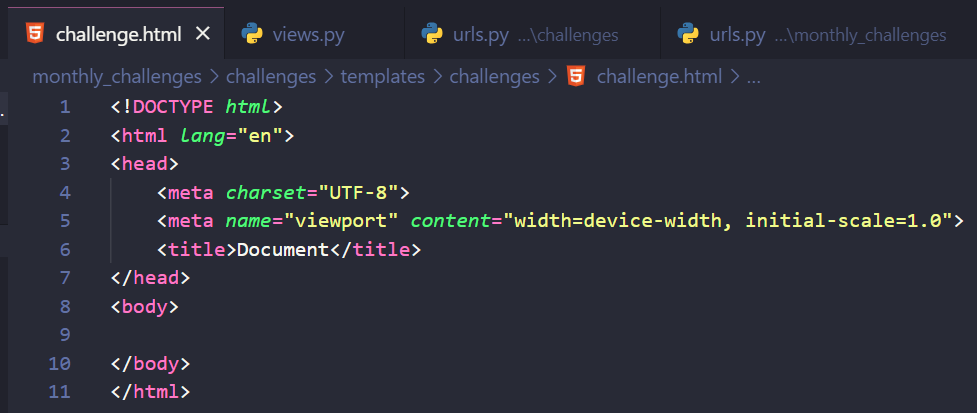 challenge.html × views.py urls.py ...\challenges urls.py ...\monthly_challenges
monthly_challenges > challenges > templates > challenges > challenge.html > ...
1 <!DOCTYPE html>
2 <html lang="en">
3 <head>
4     <meta charset="UTF-8">
5     <meta name="viewport" content="width=device-width, initial-scale=1.0">
6     <title>Document</title>
7 </head>
8 <body>
9
10 </body>
11 </html>